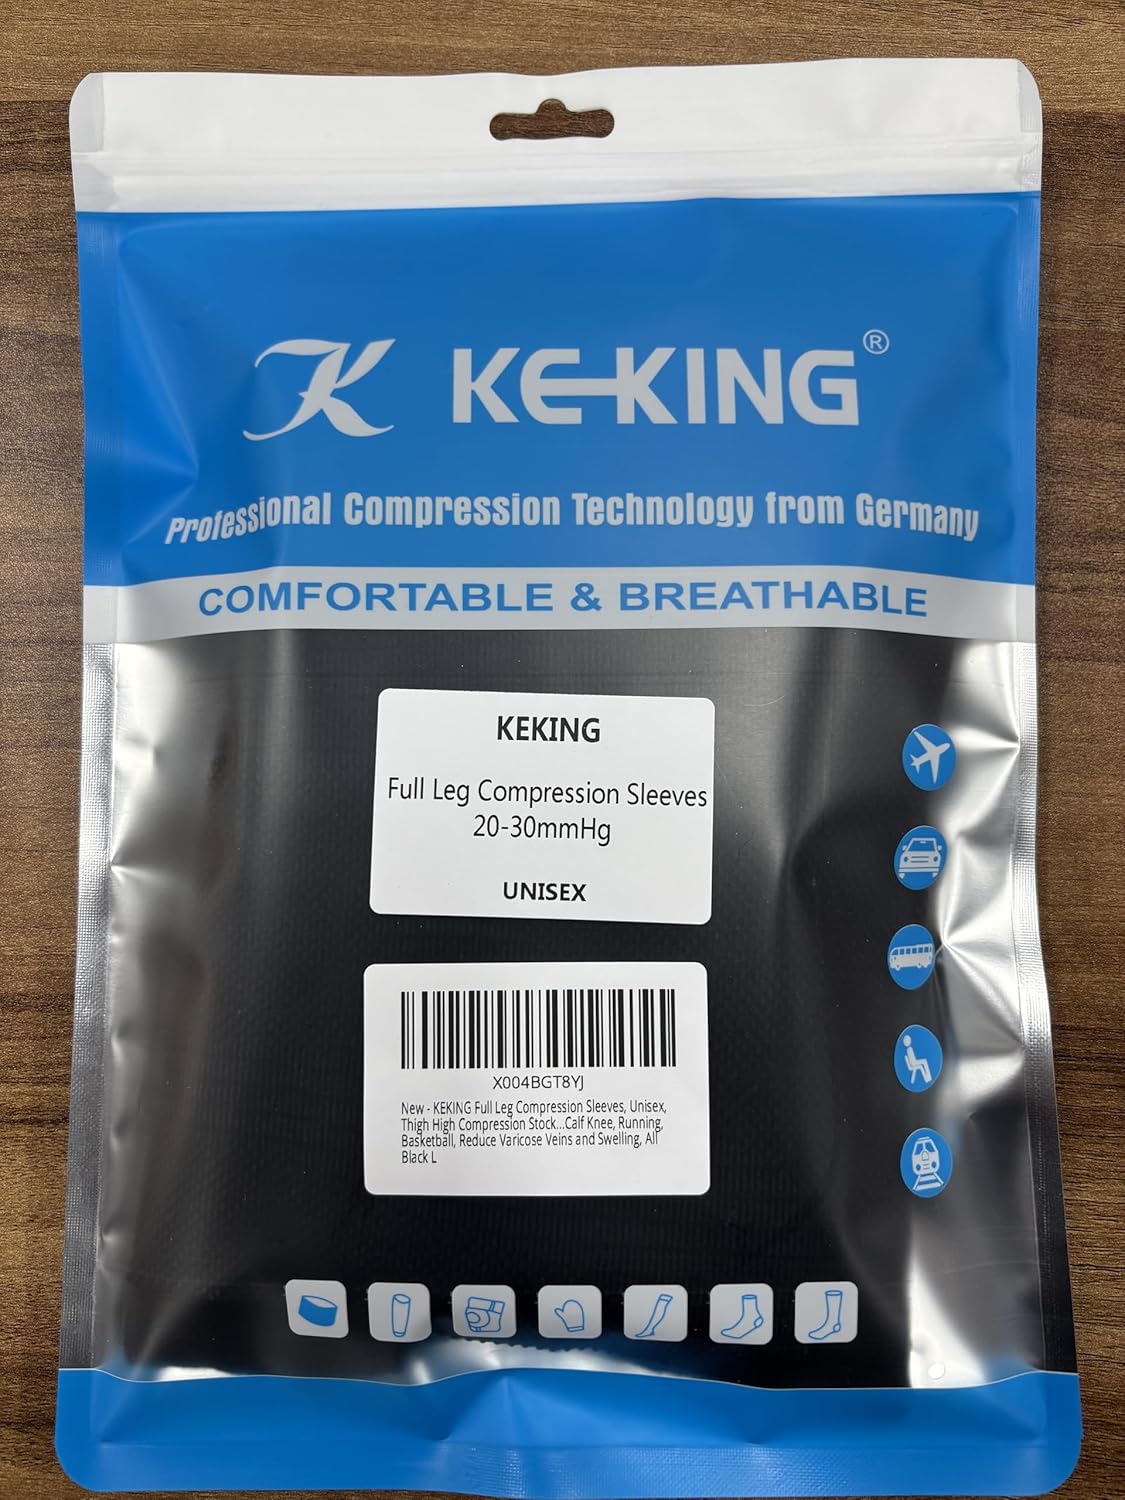 K KE-KING®
Professional Compression Technology from Germany
COMFORTABLE & BREATHABLE
KEKING
Full Leg Compression Sleeves
20-30mmHg
UNISEX
X004BGT8YJ
New - KEKING Full Leg Compression Sleeves, Unisex,
Thigh High Compression Stock...Calf Knee, Running,
Basketball, Reduce Varicose Veins and Swelling, All
Black L